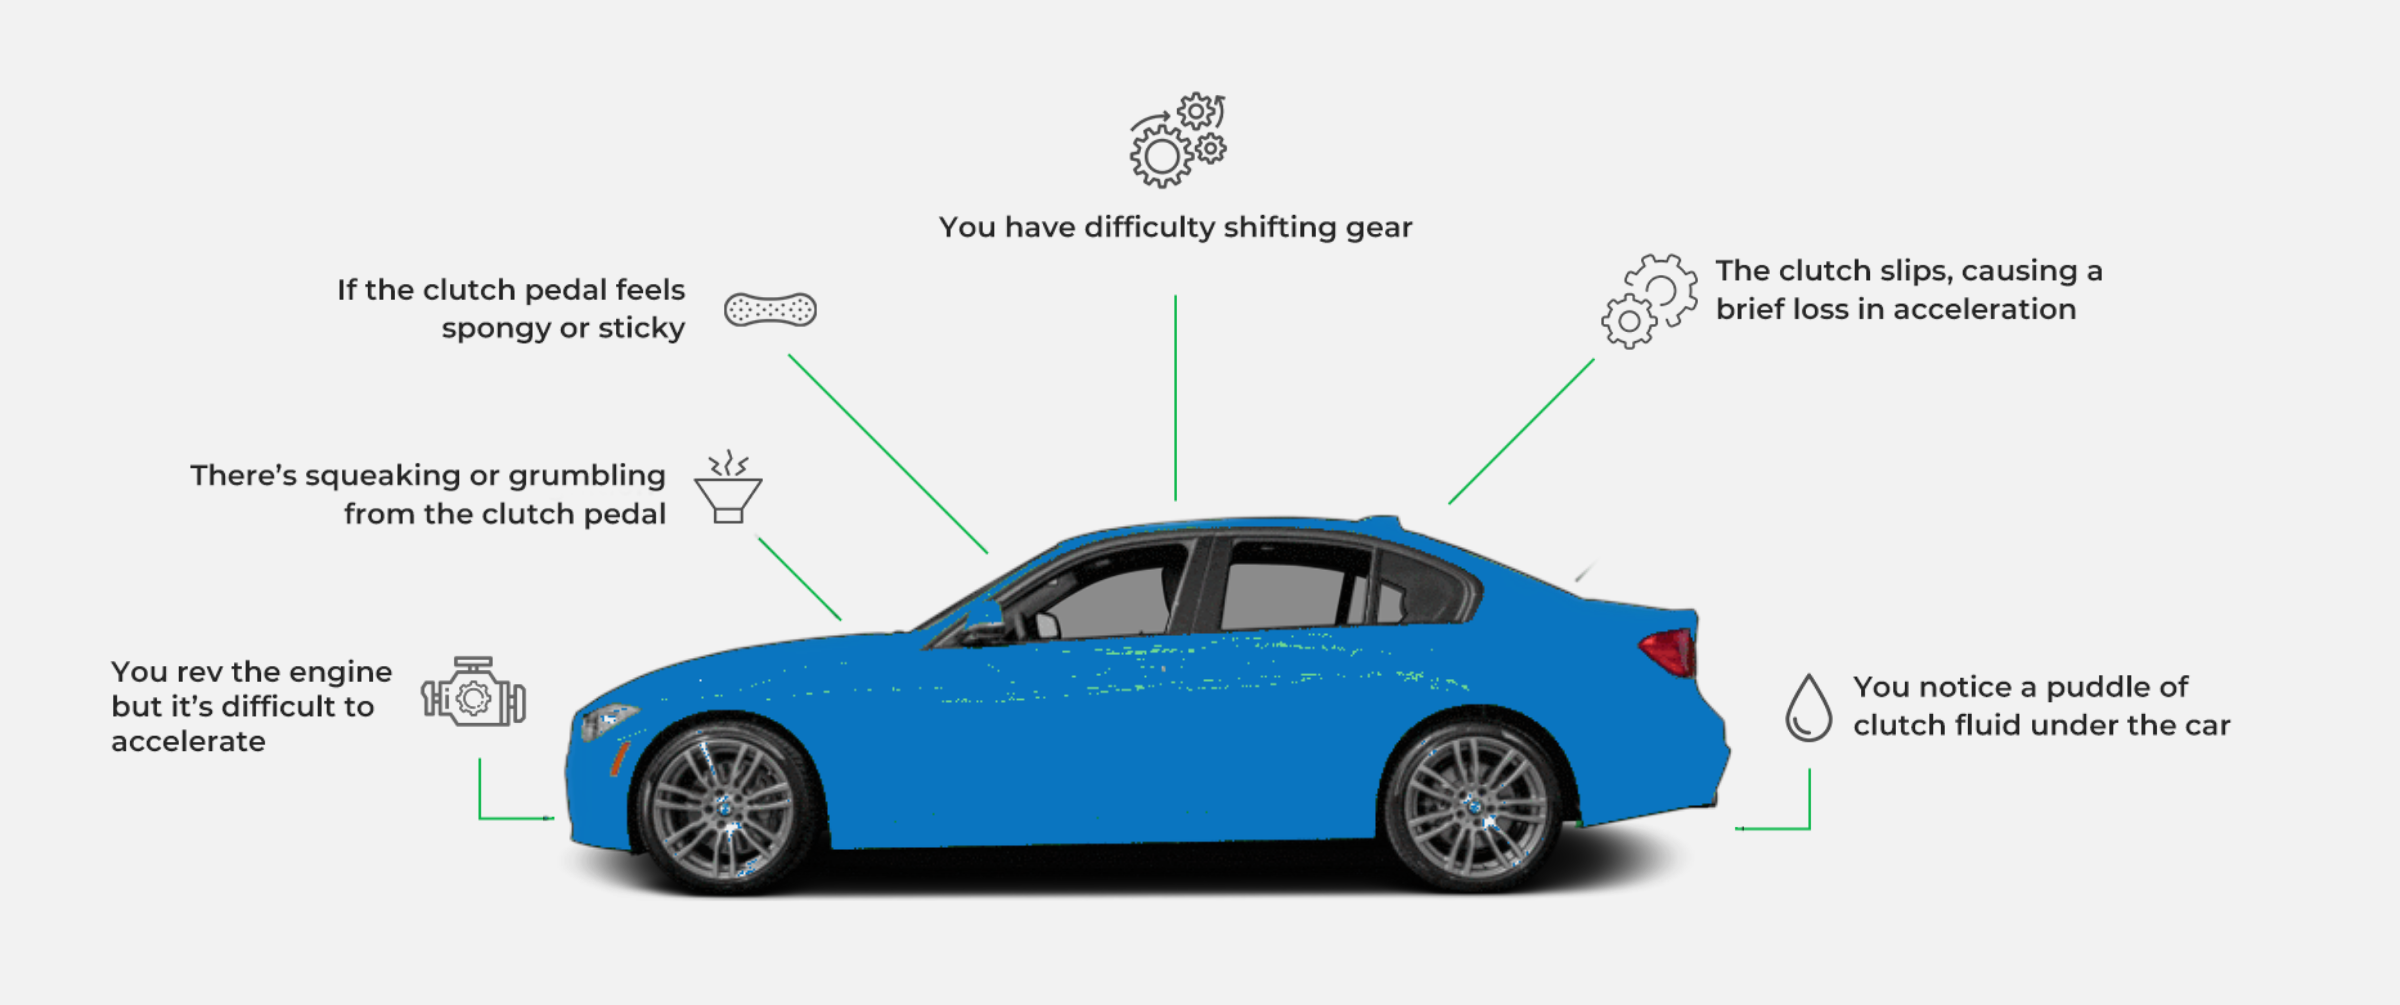 You have difficulty shifting gear
If the clutch pedal feels
spongy or sticky
The clutch slips, causing a
brief loss in acceleration
There’s squeaking or grumbling
from the clutch pedal
You rev the engine
but it’s difficult to
accelerate
You notice a puddle of
clutch fluid under the car